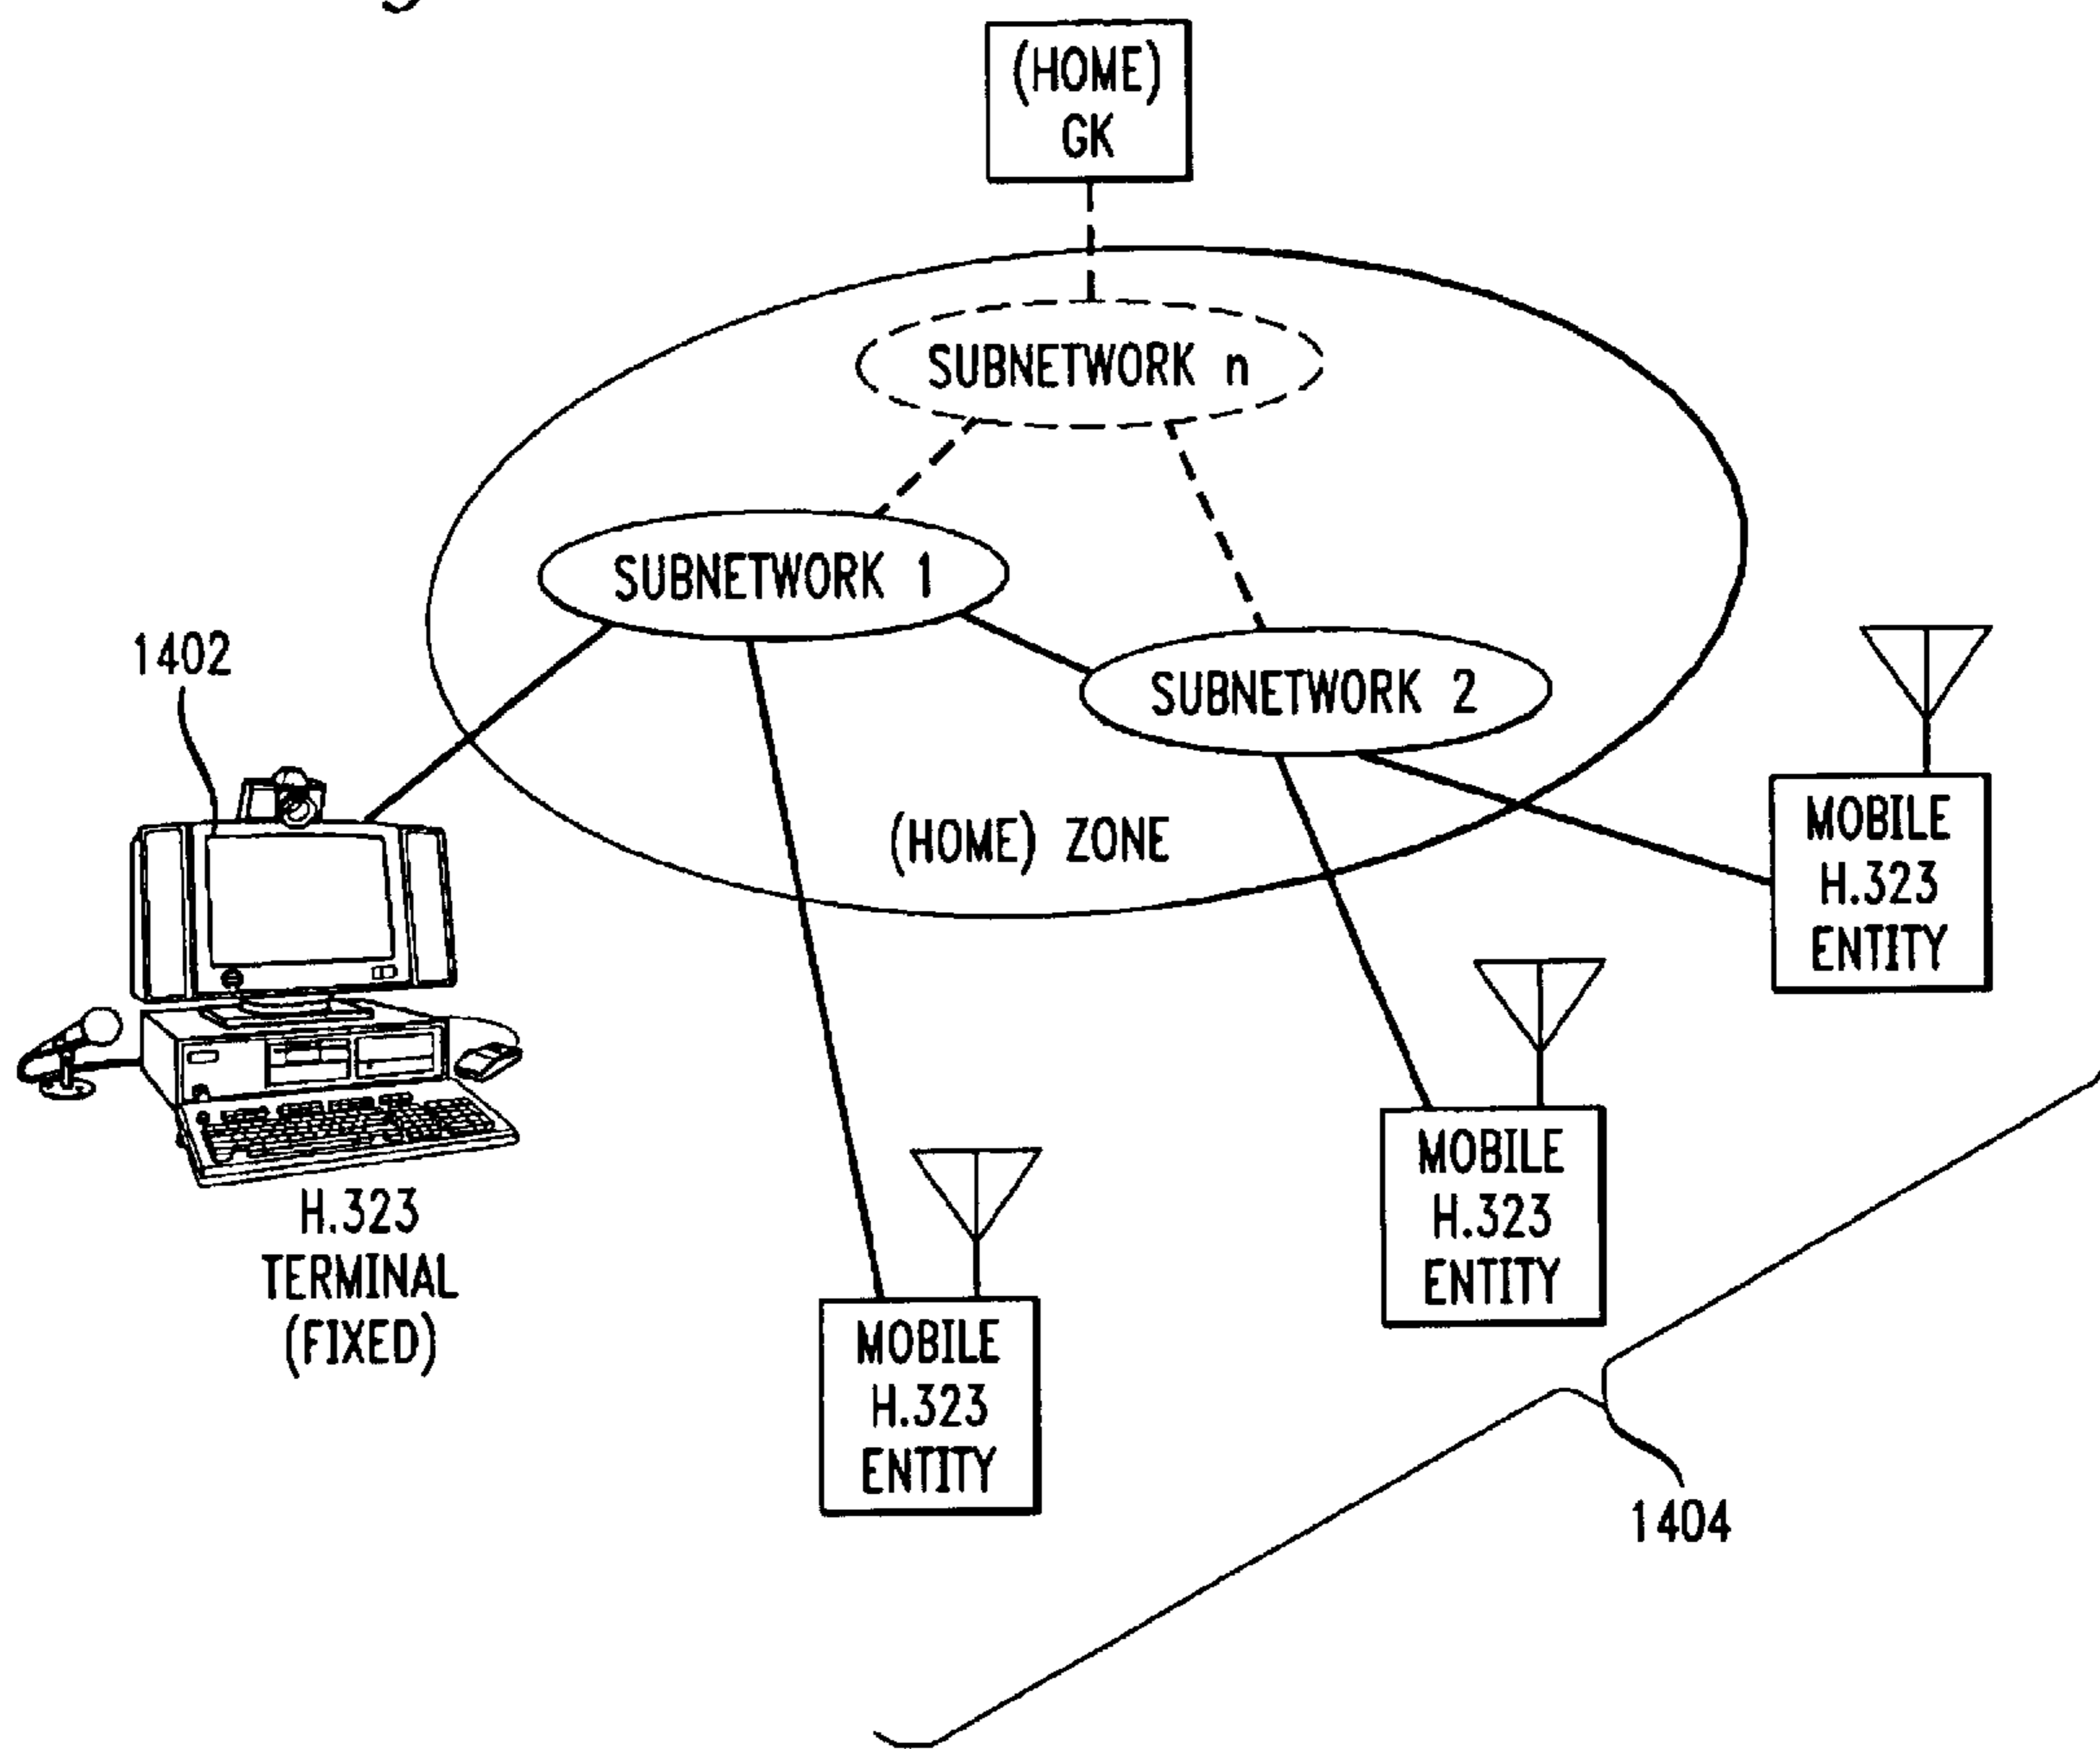 (HOME)
GK
SUBNETWORK n
SUBNETWORK 1
SUBNETWORK 2
(HOME) ZONE
1402
H.323
TERMINAL
(FIXED)
MOBILE
H.323
ENTITY
MOBILE
H.323
ENTITY
MOBILE
H.323
ENTITY
1404